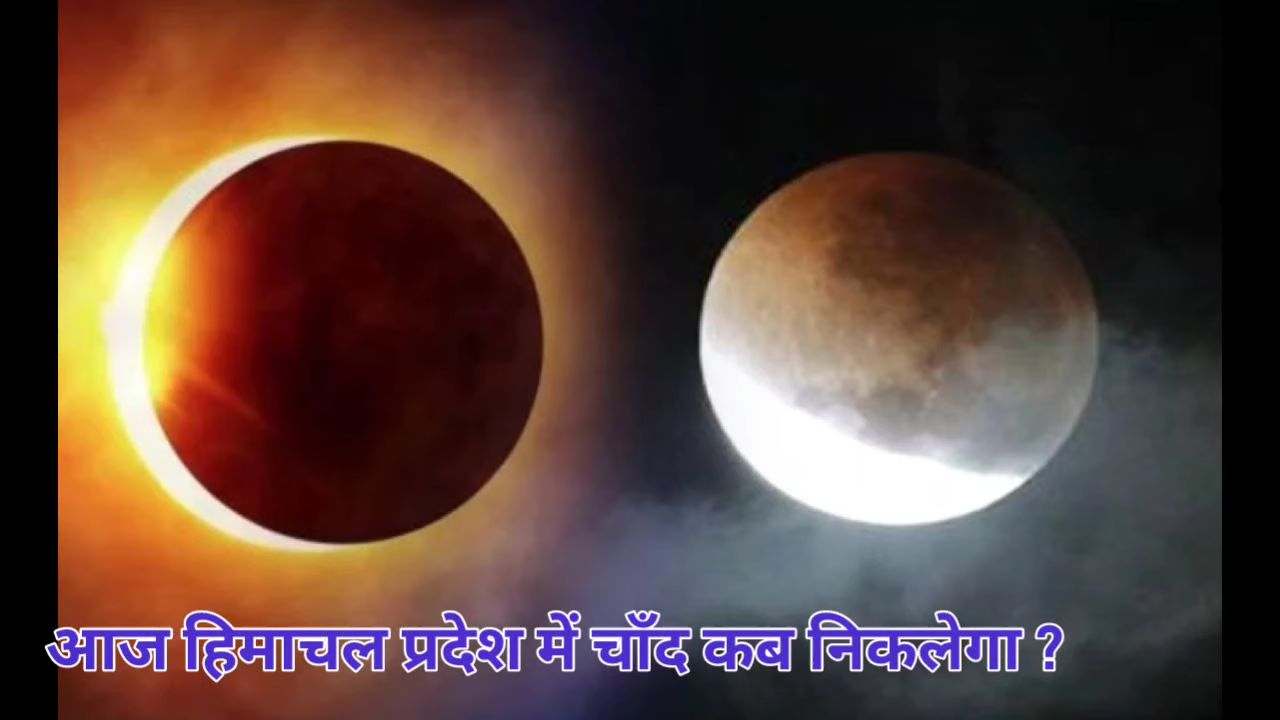 आज हिमाचल प्रदेश में चाँद कब निकलेगा ?